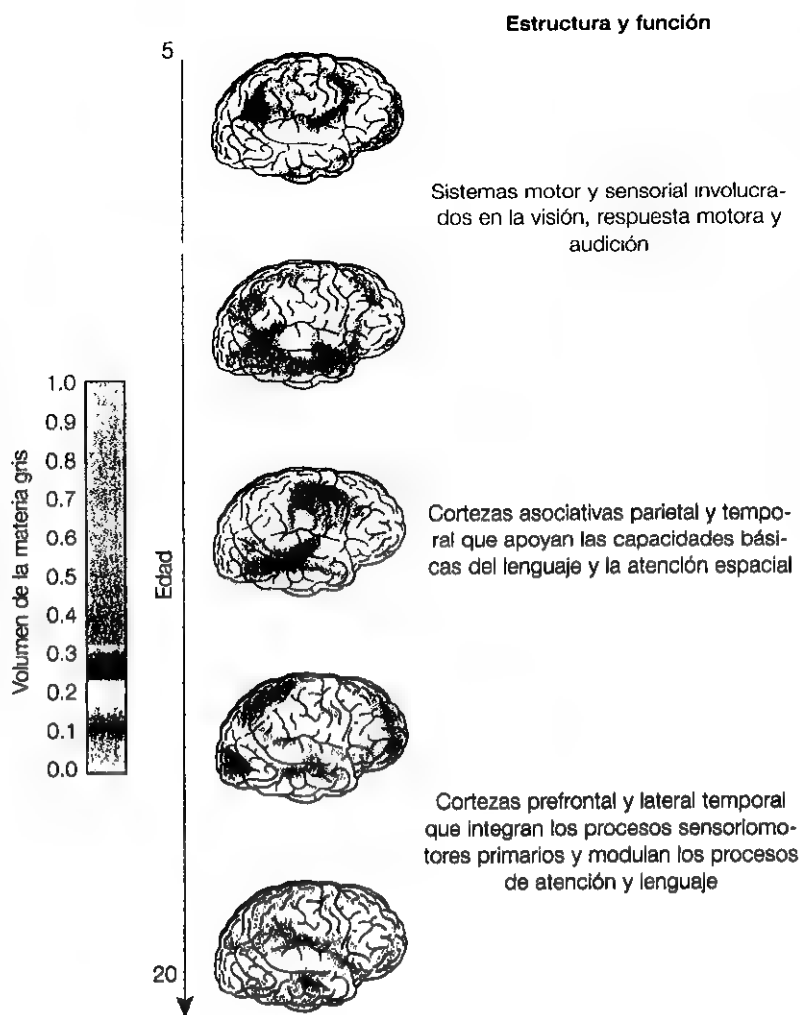 Estructura y función
5
Sistemas motor y sensorial involucra-
dos en la visión, respuesta motora y
audición
Volumen de la materia gris
1.0
0.9
0.8
0.7
0.6
0.5
0.4
0.3
0.2
0.1
0.0
Edad
Cortezas asociativas parietal y tempo-
ral que apoyan las capacidades bási-
cas del lenguaje y la atención espacial
Cortezas prefrontal y lateral temporal
que integran los procesos sensoriomo-
tores primarios y modulan los procesos
de atención y lenguaje
20